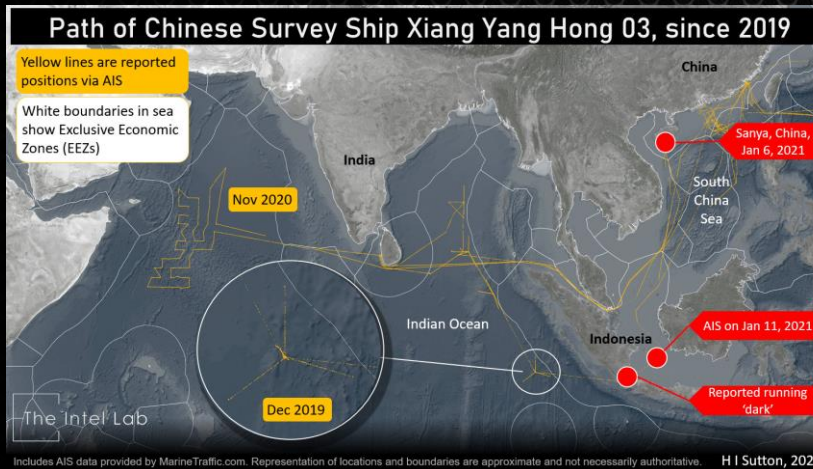 Path of Chinese Survey Ship Xiang Yang Hong 03, since 2019
Yellow lines are reported
positions via AIS
White boundaries in sea
show Exclusive Economic
Zones (EEZs)
China
Sanya, China,
Jan 6, 2021
India
Nov 2020
South
China
Sea
Indian Ocean
Indonesia
AIS on Jan 11, 2021
Dec 2019
Reported running
'dark'
The Intel Lab
Includes AIS data provided by MarineTraffic.com. Representation of locations and boundaries are approximate and not necessarily authoritative.
H I Sutton, 202